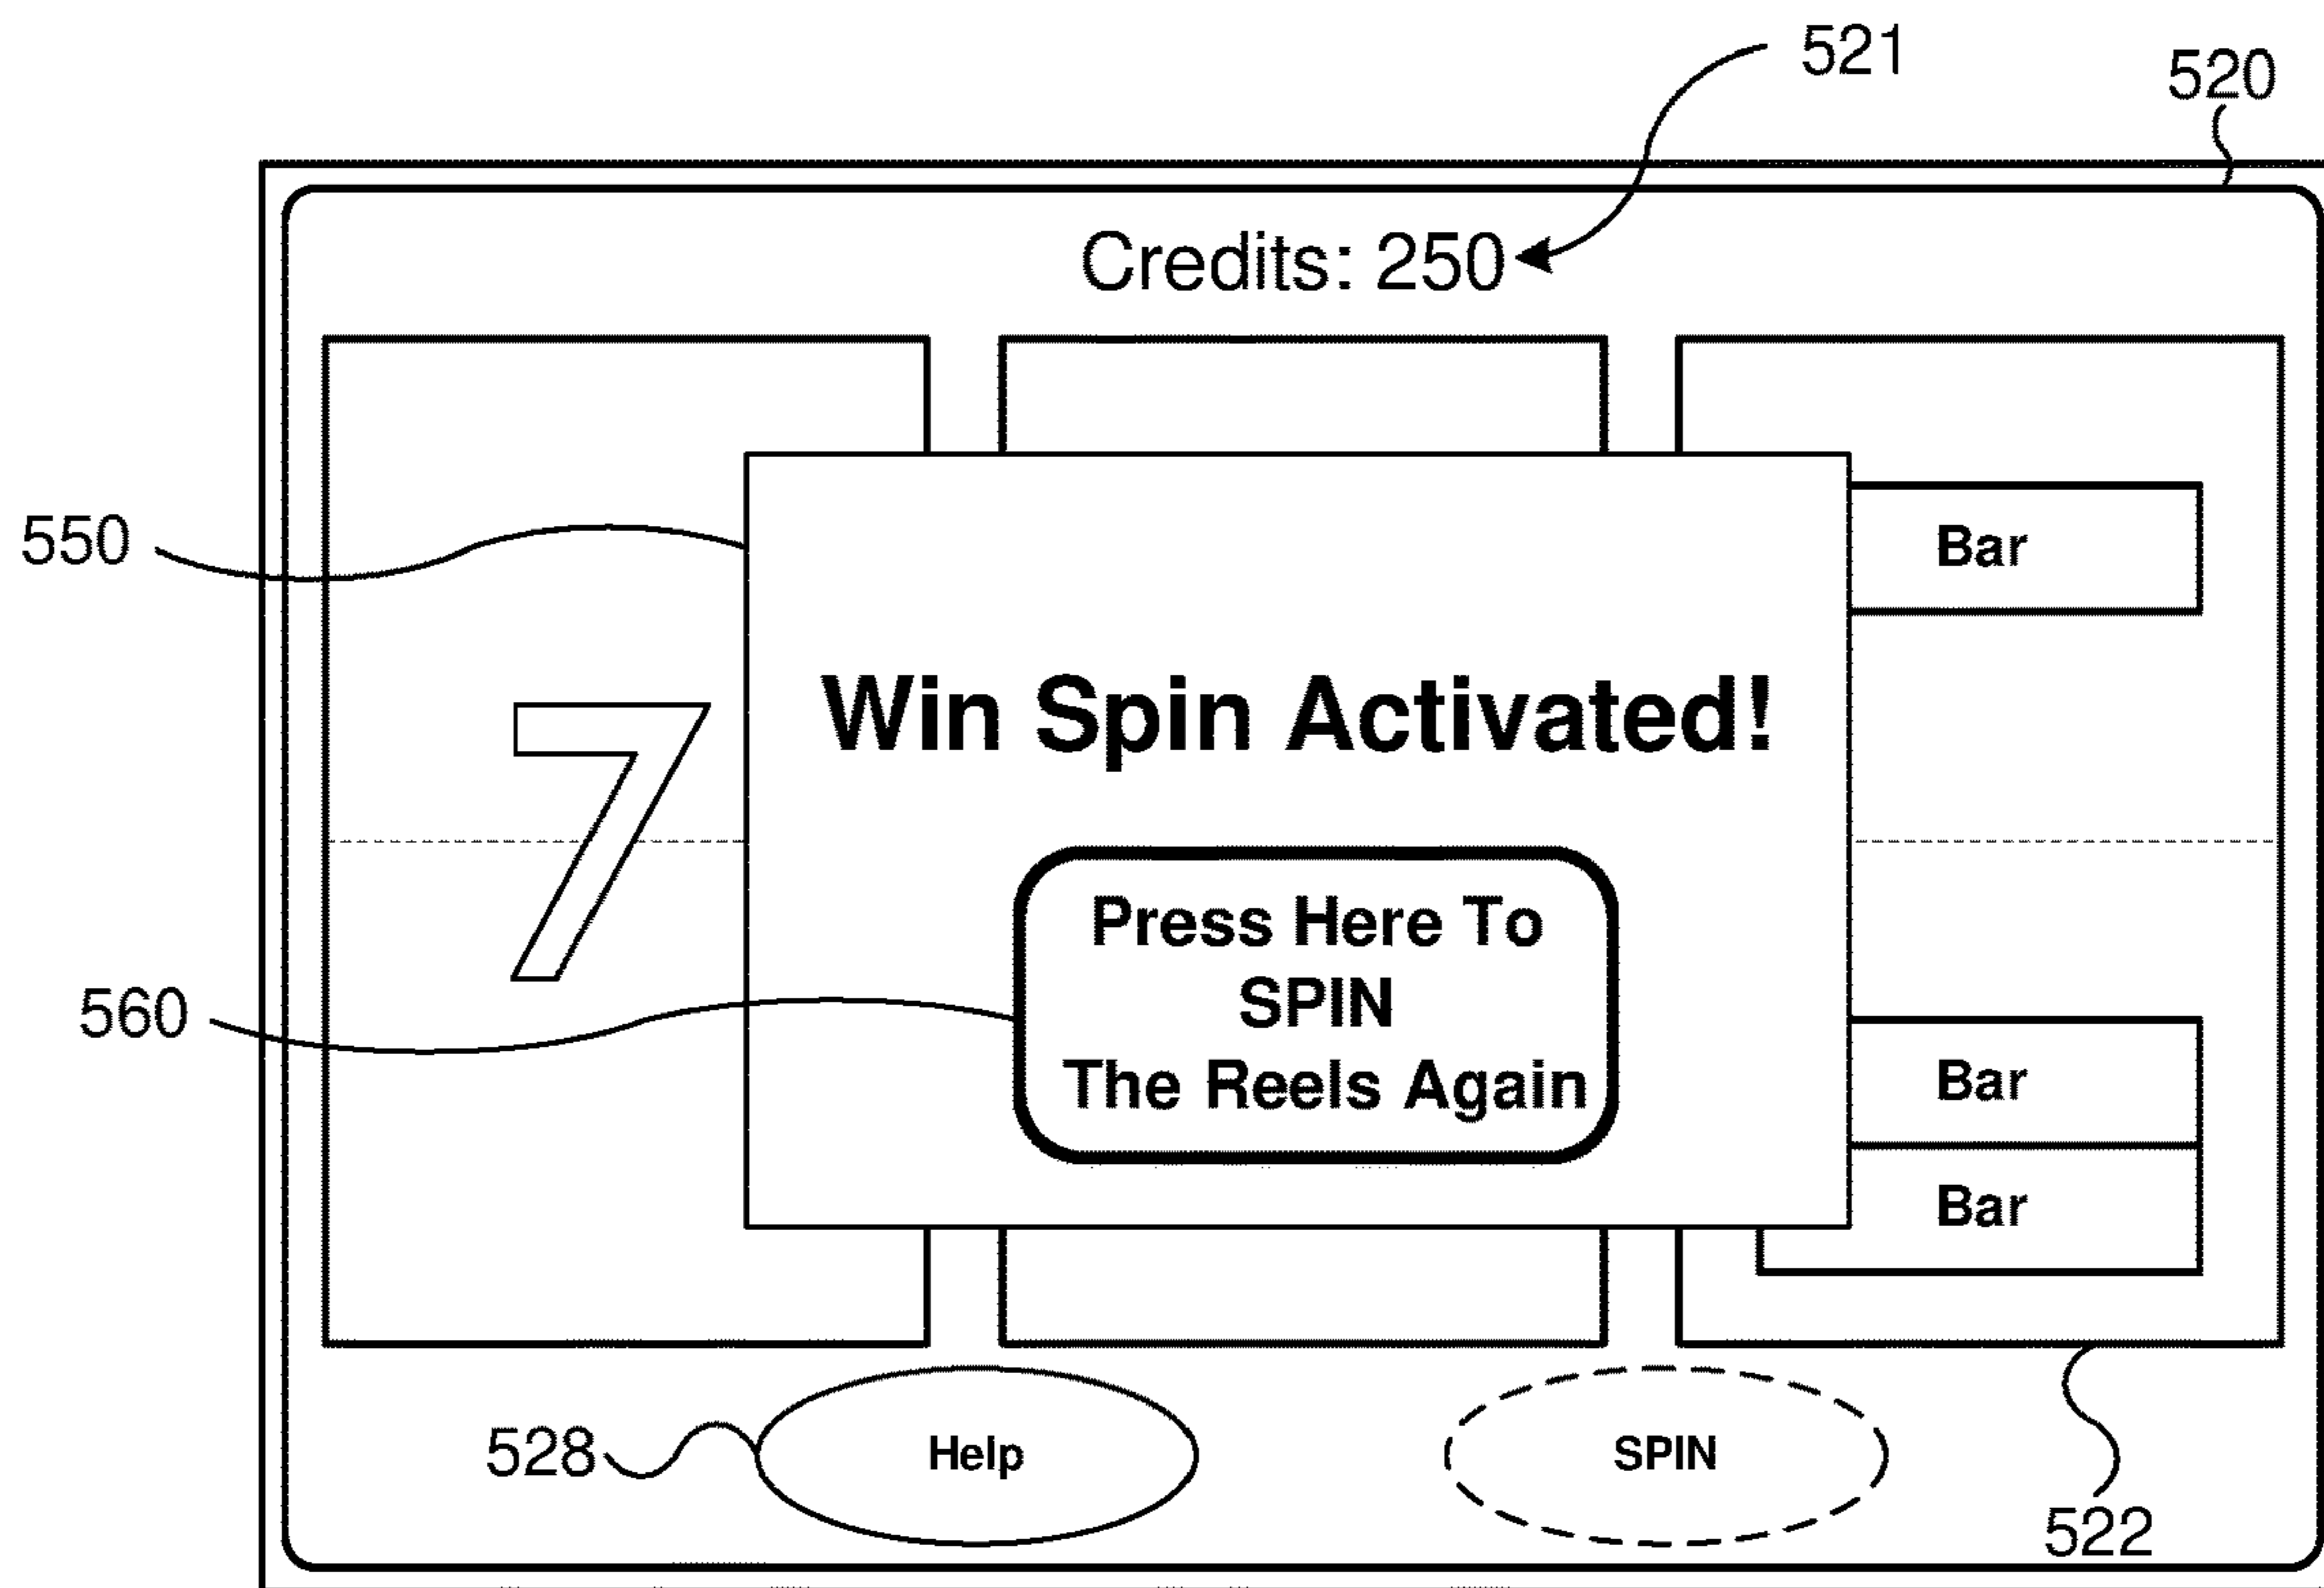 521
520
Credits: 250
550
Bar
Win Spin Activated!
7
Press Here To
SPIN
The Reels Again
560
Bar
Bar
528
Help
SPIN
522